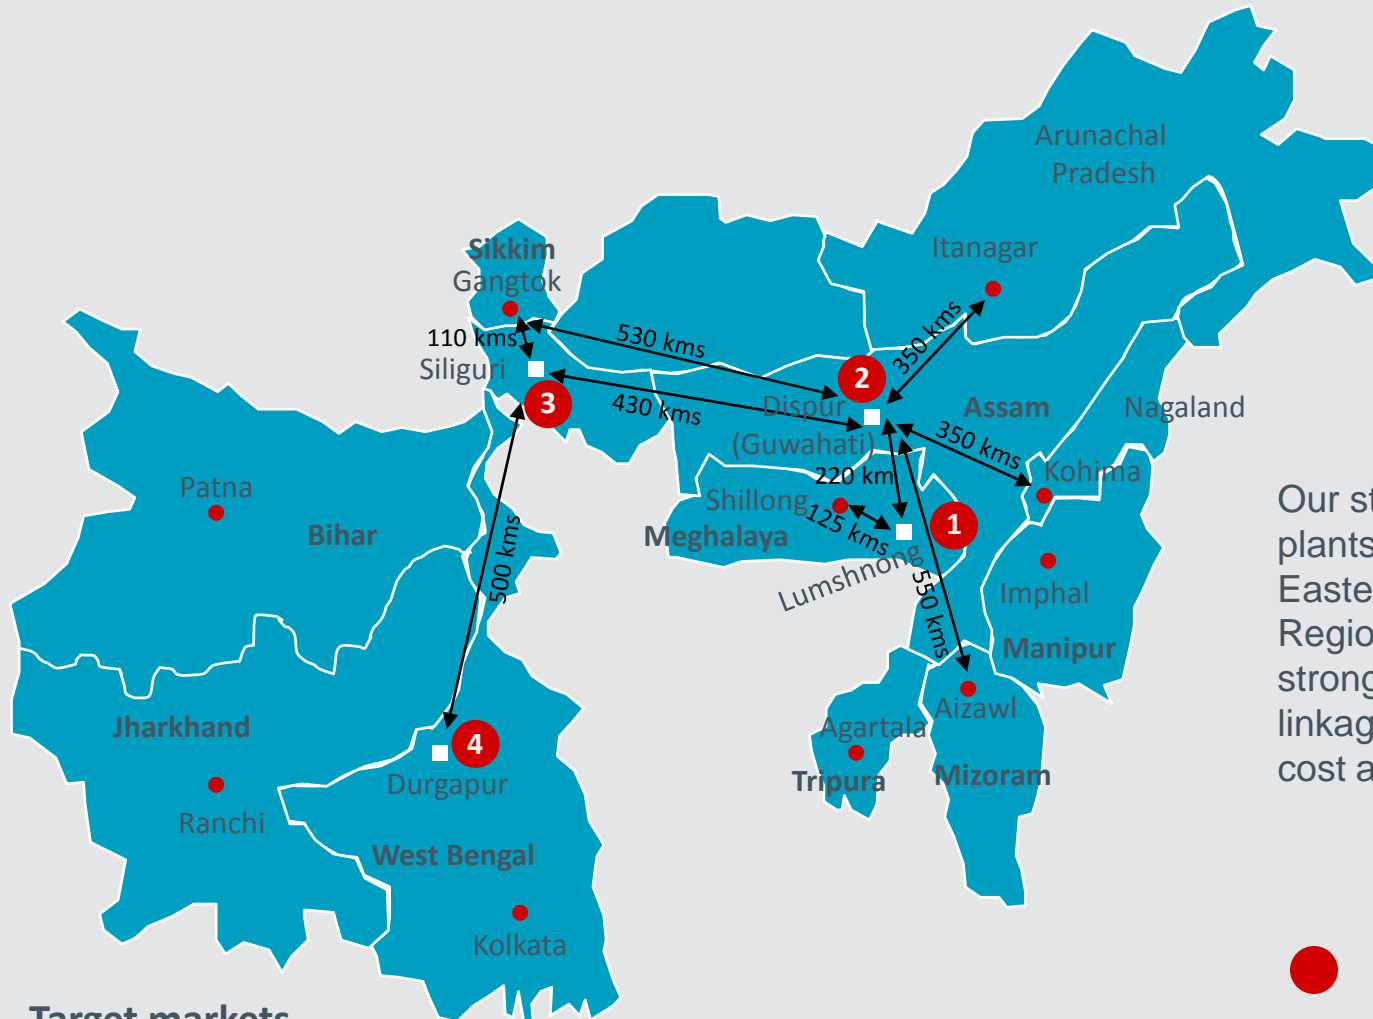 Arunachal
Pradesh
Itanagar
Sikkim
Gangtok
110 kms
530 kms
350 kms
Siliguri
3
430 kms
2
Dispur
(Guwahati)
Assam
Nagaland
350 kms
Kohima
220 km
Shillong
125 kms
Meghalaya
1
Lumshnong
550 kms
Imphal
Manipur
Patna
Bihar
500 kms
Jharkhand
Ranchi
4
Durgapur
West Bengal
Kolkata
Agartala
Tripura
Aizawl
Mizoram
Our st
plants
Easte
Regio
strong
linkag
cost a
Target markets